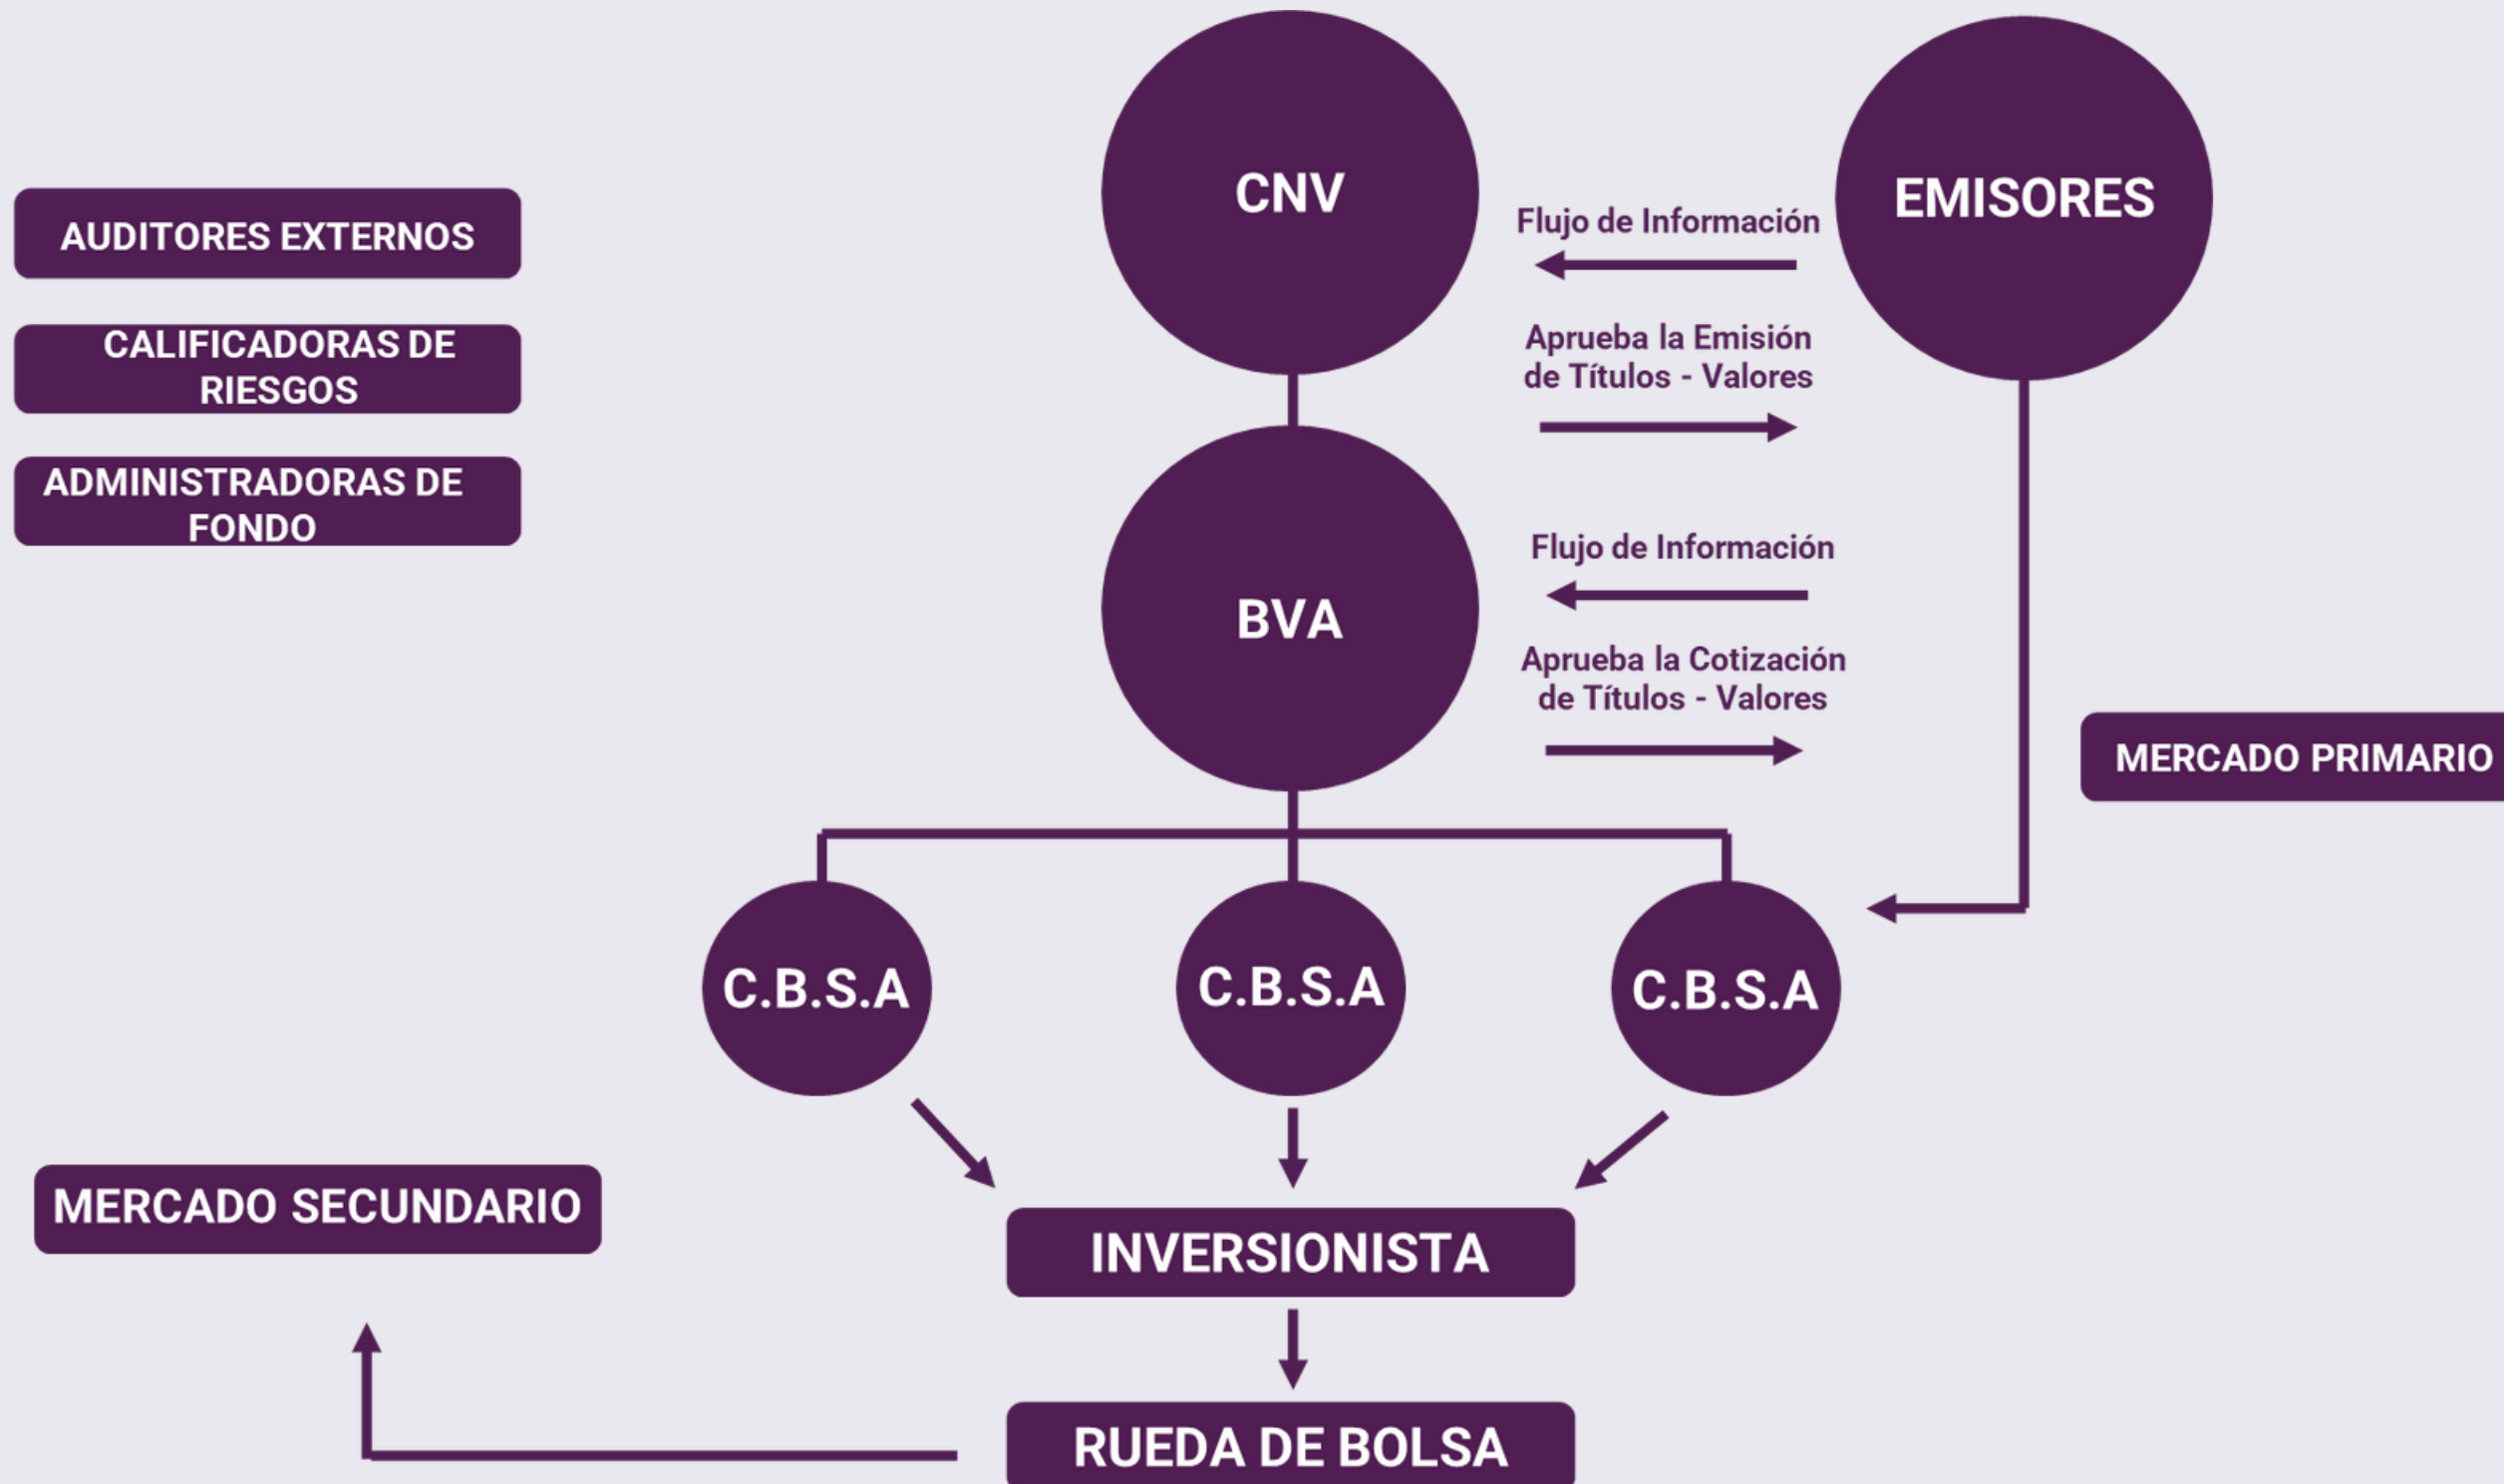 CNV
EMISORES
Flujo de Información
AUDITORES EXTERNOS
Aprueba la Emisión
de Títulos - Valores
CALIFICADORAS DE
RIESGOS
ADMINISTRADORAS DE
FONDO
Flujo de Información
BVA
Aprueba la Cotización
de Títulos - Valores
MERCADO PRIMARIO
C.B.S.A
C.B.S.A
C.B.S.A
MERCADO SECUNDARIO
INVERSIONISTA
RUEDA DE BOLSA